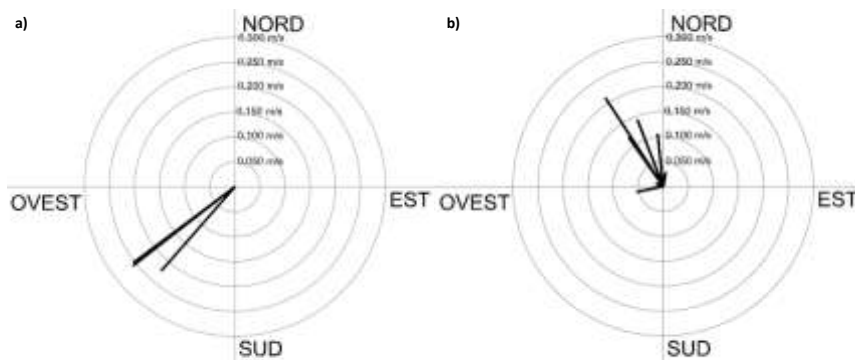 a)
NORD
0.300 m/s
0.250 m/s
0.200 m/s
0.150 m/s
0.100 m/s
0.050 m/s
OVEST
EST
SUD
b)
NORD
0.300 m/s
0.250 m/s
0.200 m/s
0.150 m/s
0.100 m/s
0.050 m/s
OVEST
EST
SUD